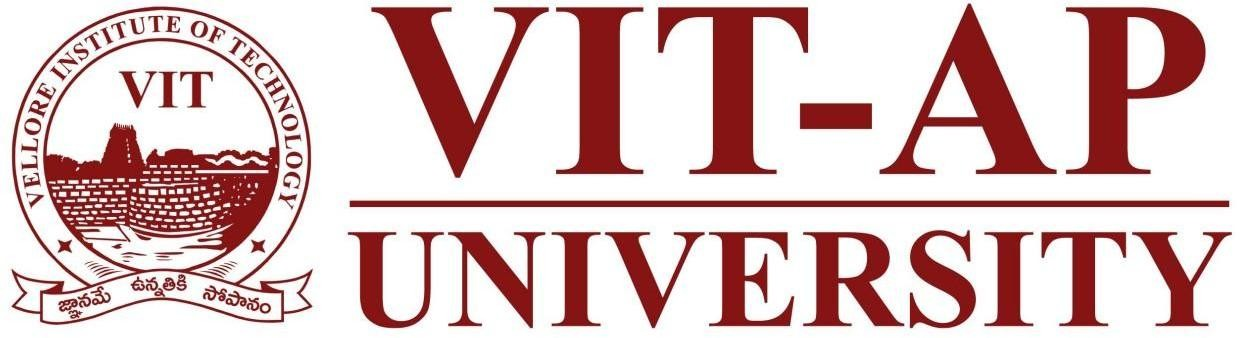 VELLORE INSTITUTE OF TECHNOLOGY
VIT
జ్ఞానమే ఉన్నతికి సోపానం
VIT-AP
UNIVERSITY